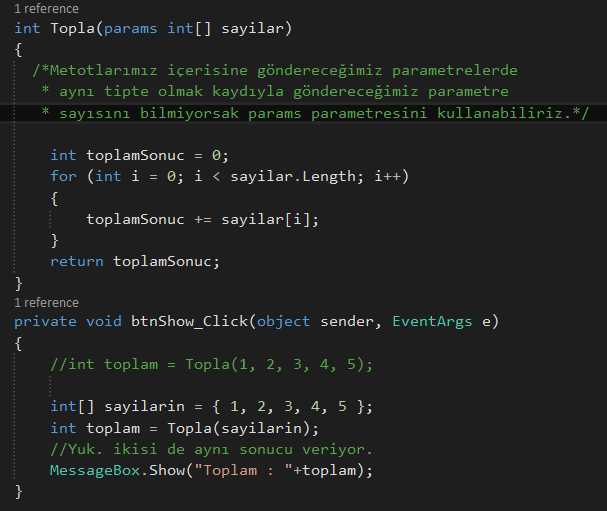 1 reference
int Topla(params int[] sayilar)
{
/*Metotlarımız içerisine göndereceğimiz parametrelerde
* aynı tipte olmak kaydıyla göndereceğimiz parametre
* sayısını bilmiyorsak params parametresini kullanabiliriz.*/
int toplamSonuc = 0;
for (int i = 0; i < sayilar.Length; i++)
{
toplamSonuc += sayilar[i];
}
return toplamSonuc;
}
1 reference
private void btnShow_Click(object sender, EventArgs e)
{
//int toplam = Topla(1, 2, 3, 4, 5);
int[] sayilarin = { 1, 2, 3, 4, 5 };
int toplam = Topla(sayilarin);
//Yuk. ikisi de aynı sonucu veriyor.
MessageBox.Show("Toplam : "+toplam);
}